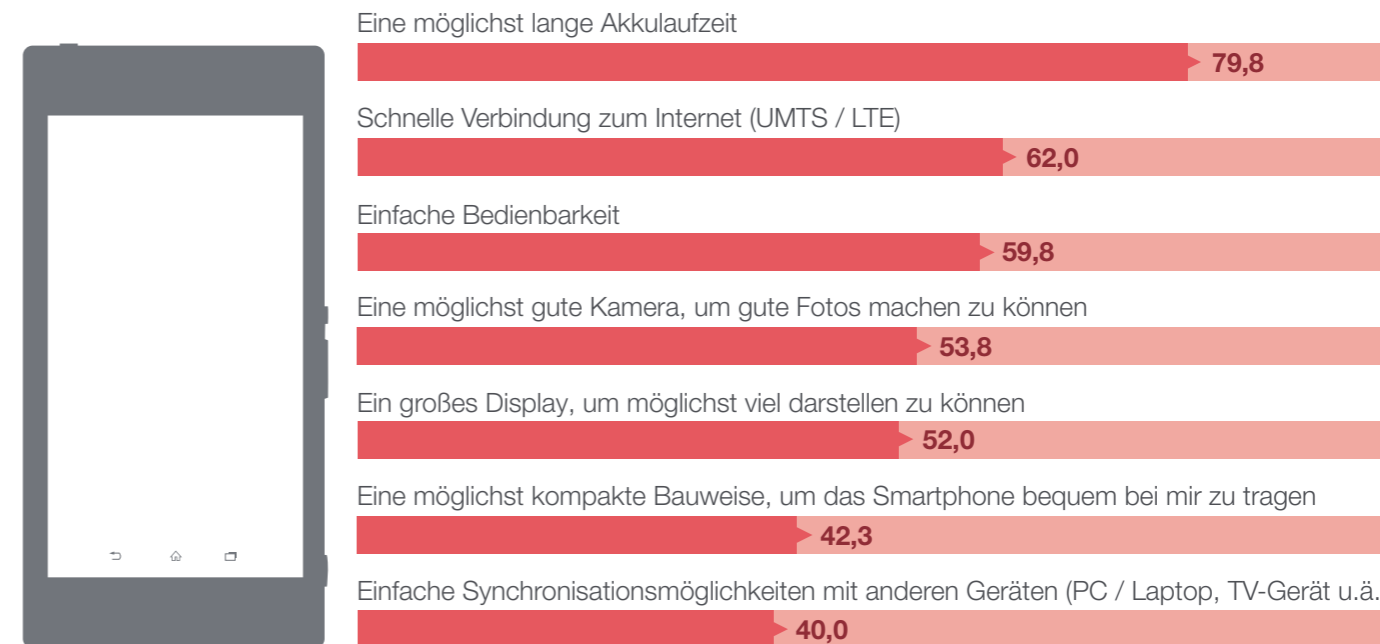 Eine möglichst lange Akkulaufzeit
79,8
Schnelle Verbindung zum Internet (UMTS / LTE)
62,0
Einfache Bedienbarkeit
59,8
Eine möglichst gute Kamera, um gute Fotos machen zu können
53,8
Ein großes Display, um möglichst viel darstellen zu können
52,0
Eine möglichst kompakte Bauweise, um das Smartphone bequem bei mir zu tragen
42,3
Einfache Synchronisationsmöglichkeiten mit anderen Geräten (PC / Laptop, TV-Gerät u.ä.
40,0